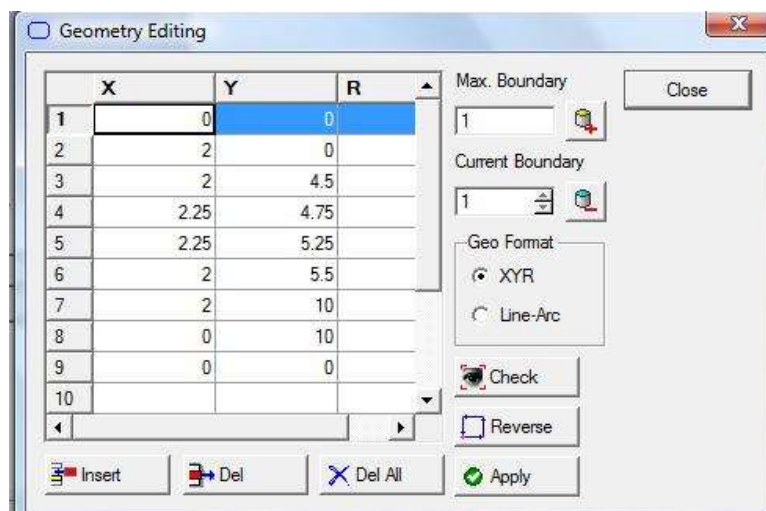 Geometry Editing
X Y R
1 0 0
2 2 0
3 2 4.5
4 2.25 4.75
5 2.25 5.25
6 2 5.5
7 2 10
8 0 10
9 0 0
10
Insert Del Del All
Max. Boundary
1
Current Boundary
1
Geo Format
XYR
Line-Arc
Check
Reverse
Apply
Close